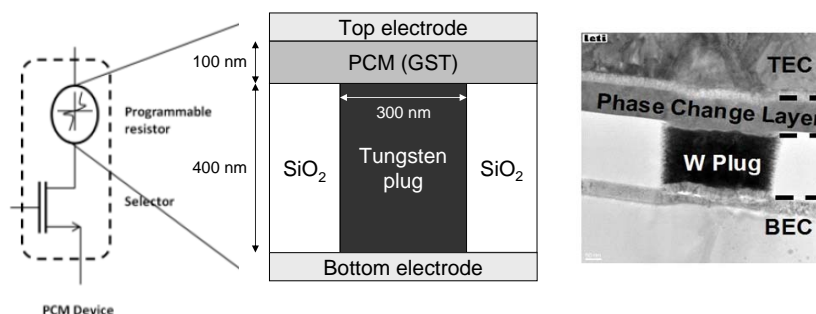 Programmable
resistor
Selector
PCM Device
Top electrode
100 nm
PCM (GST)
300 nm
400 nm
SiO2
Tungsten
plug
SiO2
Bottom electrode
leti
TEC
Phase Change Layer
W Plug
BEC